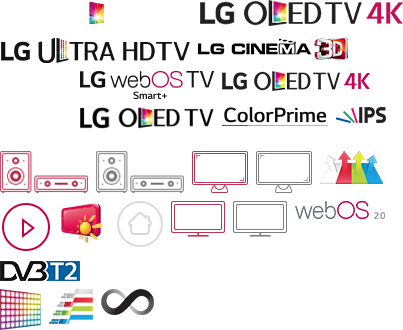 LG OLED TV 4K
LG ULTRA HDTV LG CINEMA 3D
LG webOS TV LG OLED TV 4K
Smart+
LG OLED TV ColorPrime IPS
webOS 2.0
DVB T2